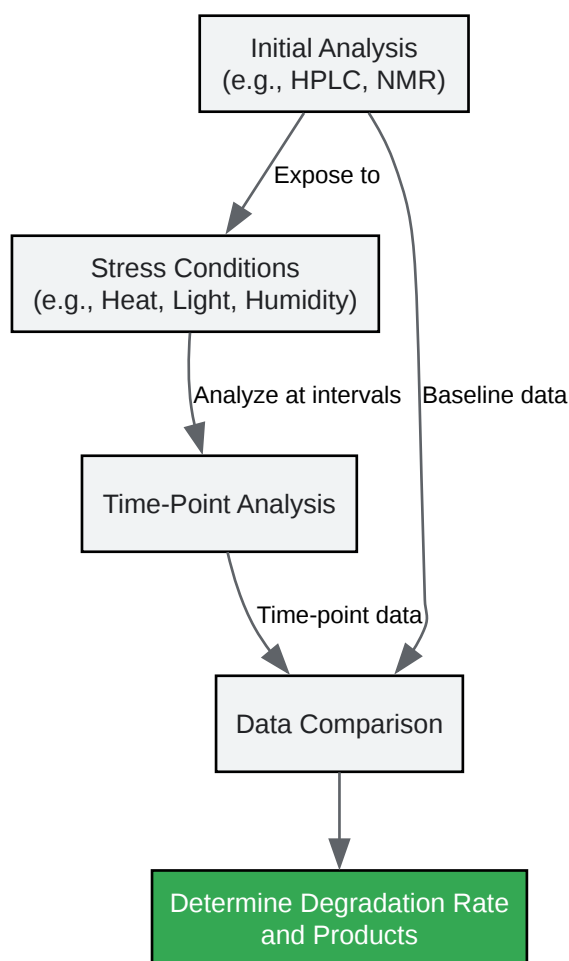 Initial Analysis
(e.g., HPLC, NMR)
Expose to
Stress Conditions
(e.g., Heat, Light, Humidity)
Analyze at intervals
Baseline data
Time-Point Analysis
Time-point data
Data Comparison
Determine Degradation Rate
and Products